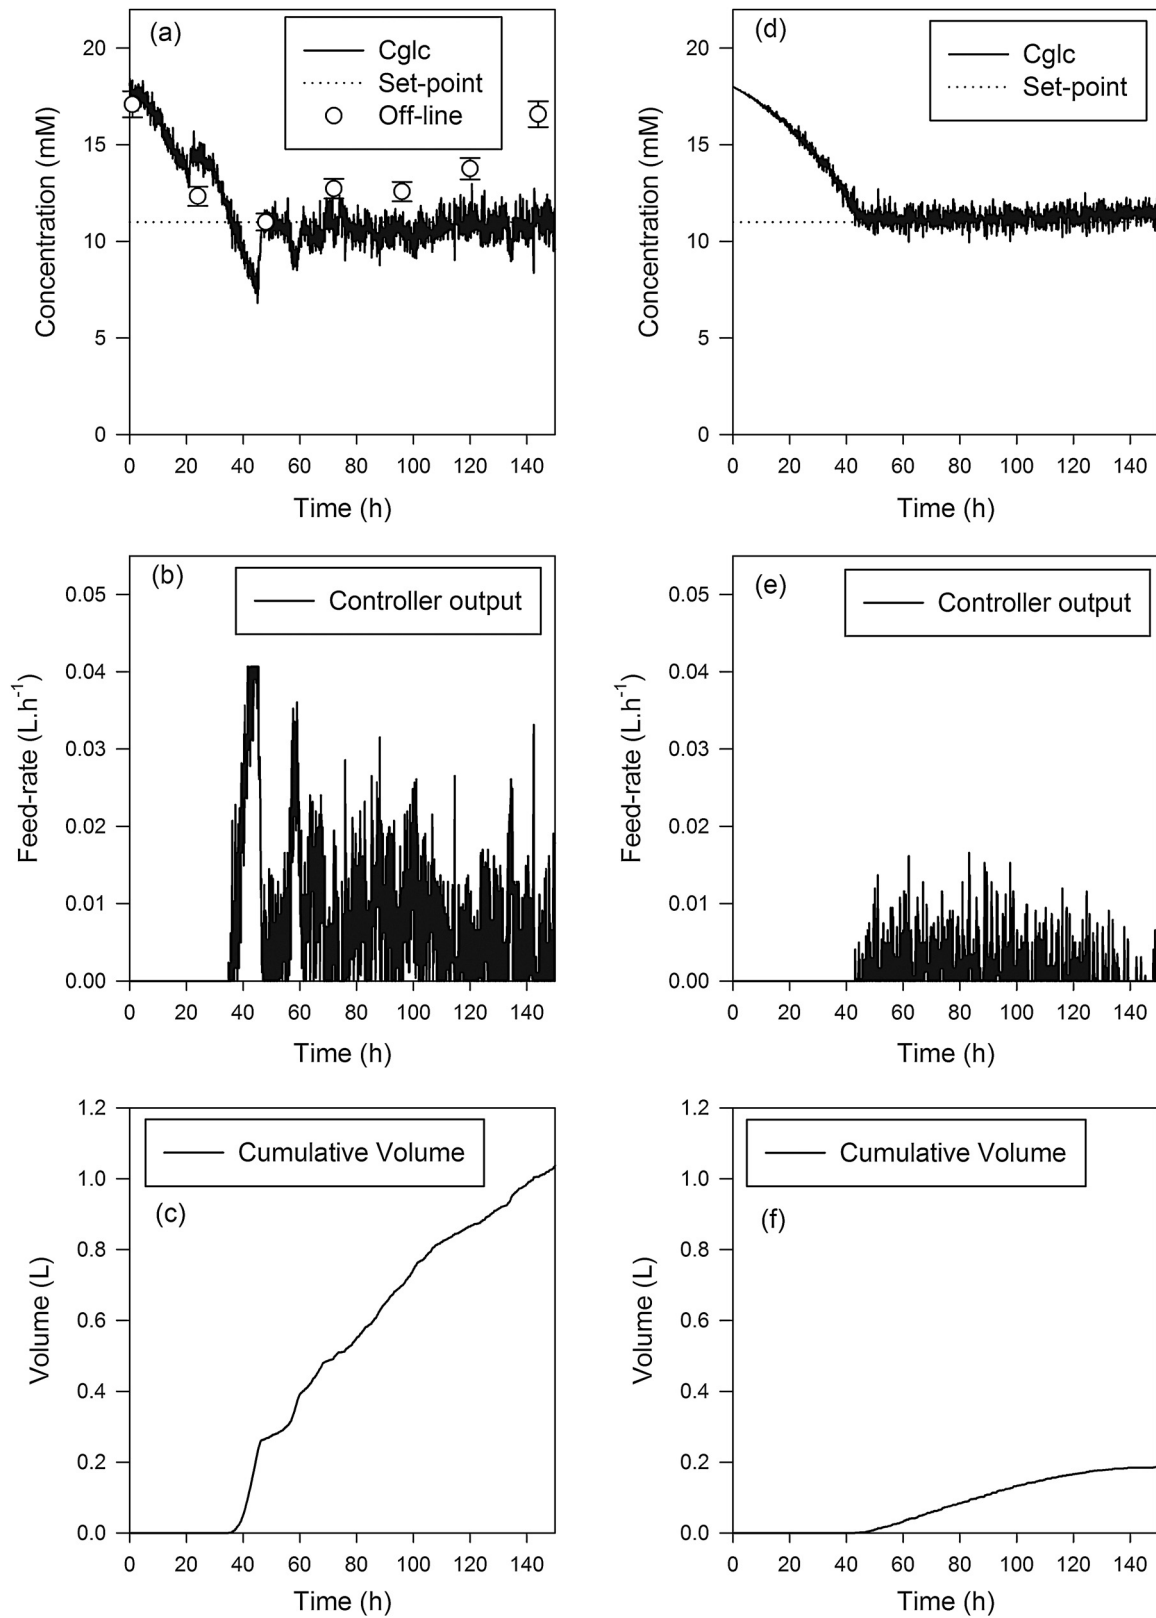 (a)
Cglc
Set-point
Off-line
Concentration (mM)
20
15
10
5
0
0 20 40 60 80 100 120 140
Time (h)
(d)
Cglc
Set-point
Concentration (mM)
20
15
10
5
0
0 20 40 60 80 100 120 140
Time (h)
(b)
Controller output
Feed-rate (L.h-1)
0.05
0.04
0.03
0.02
0.01
0.00
0 20 40 60 80 100 120 140
Time (h)
(e)
Controller output
Feed-rate (L.h-1)
0.05
0.04
0.03
0.02
0.01
0.00
0 20 40 60 80 100 120 140
Time (h)
Cumulative Volume
(c)
Volume (L)
1.2
1.0
0.8
0.6
0.4
0.2
0.0
0 20 40 60 80 100 120 140
Time (h)
Cumulative Volume
(f)
Volume (L)
1.2
1.0
0.8
0.6
0.4
0.2
0.0
0 20 40 60 80 100 120 140
Time (h)